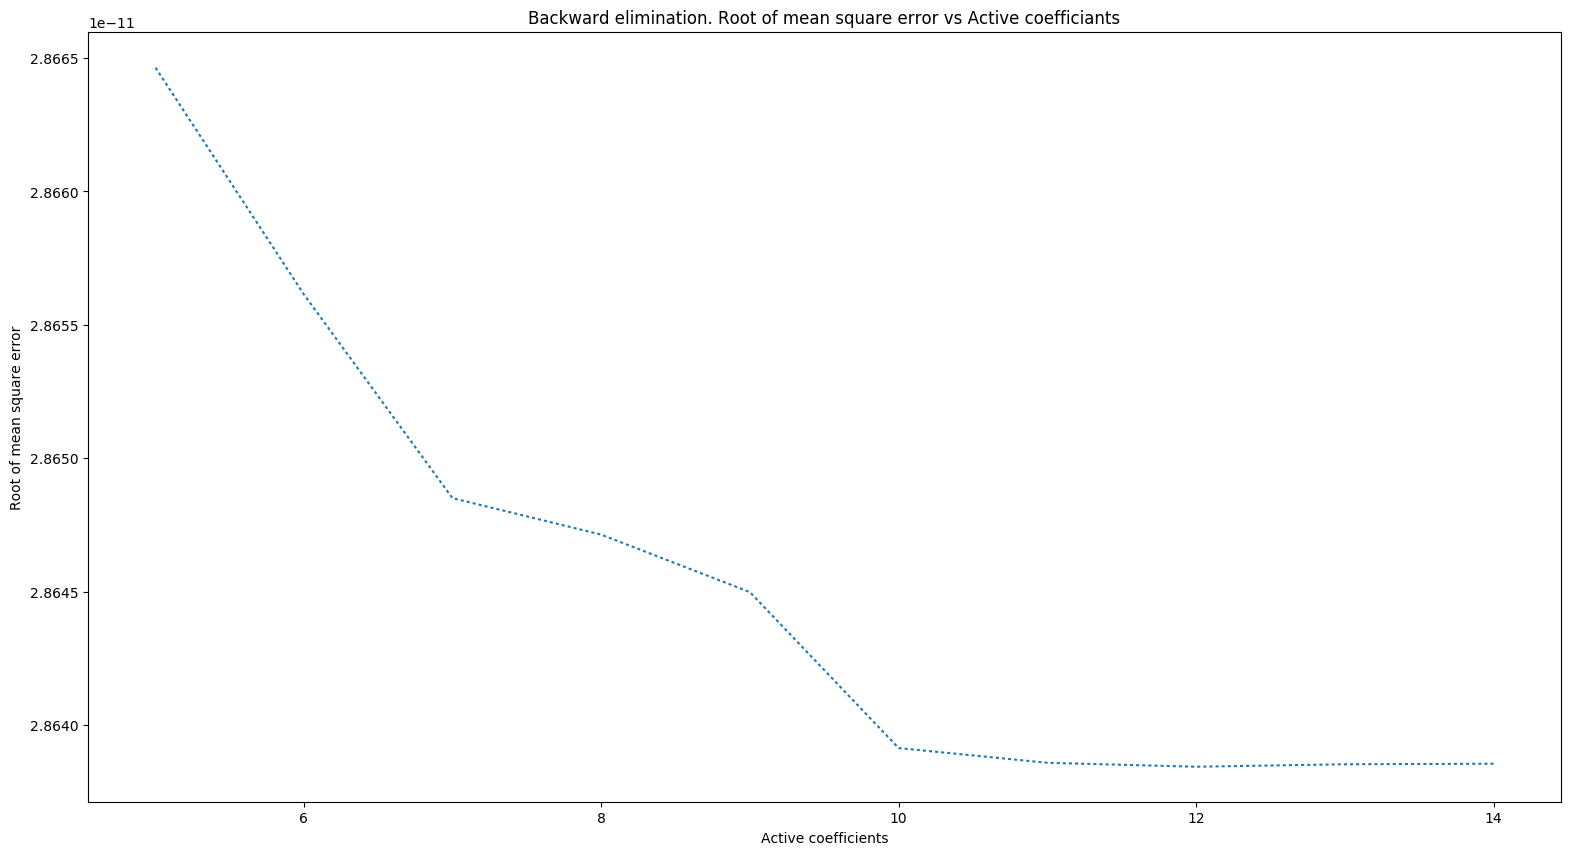 Backward elimination. Root of mean square error vs Active coefficiants
1e−11
2.8665
2.8660
2.8655
2.8650
2.8645
2.8640
Root of mean square error
6 8 10 12 14
Active coefficients